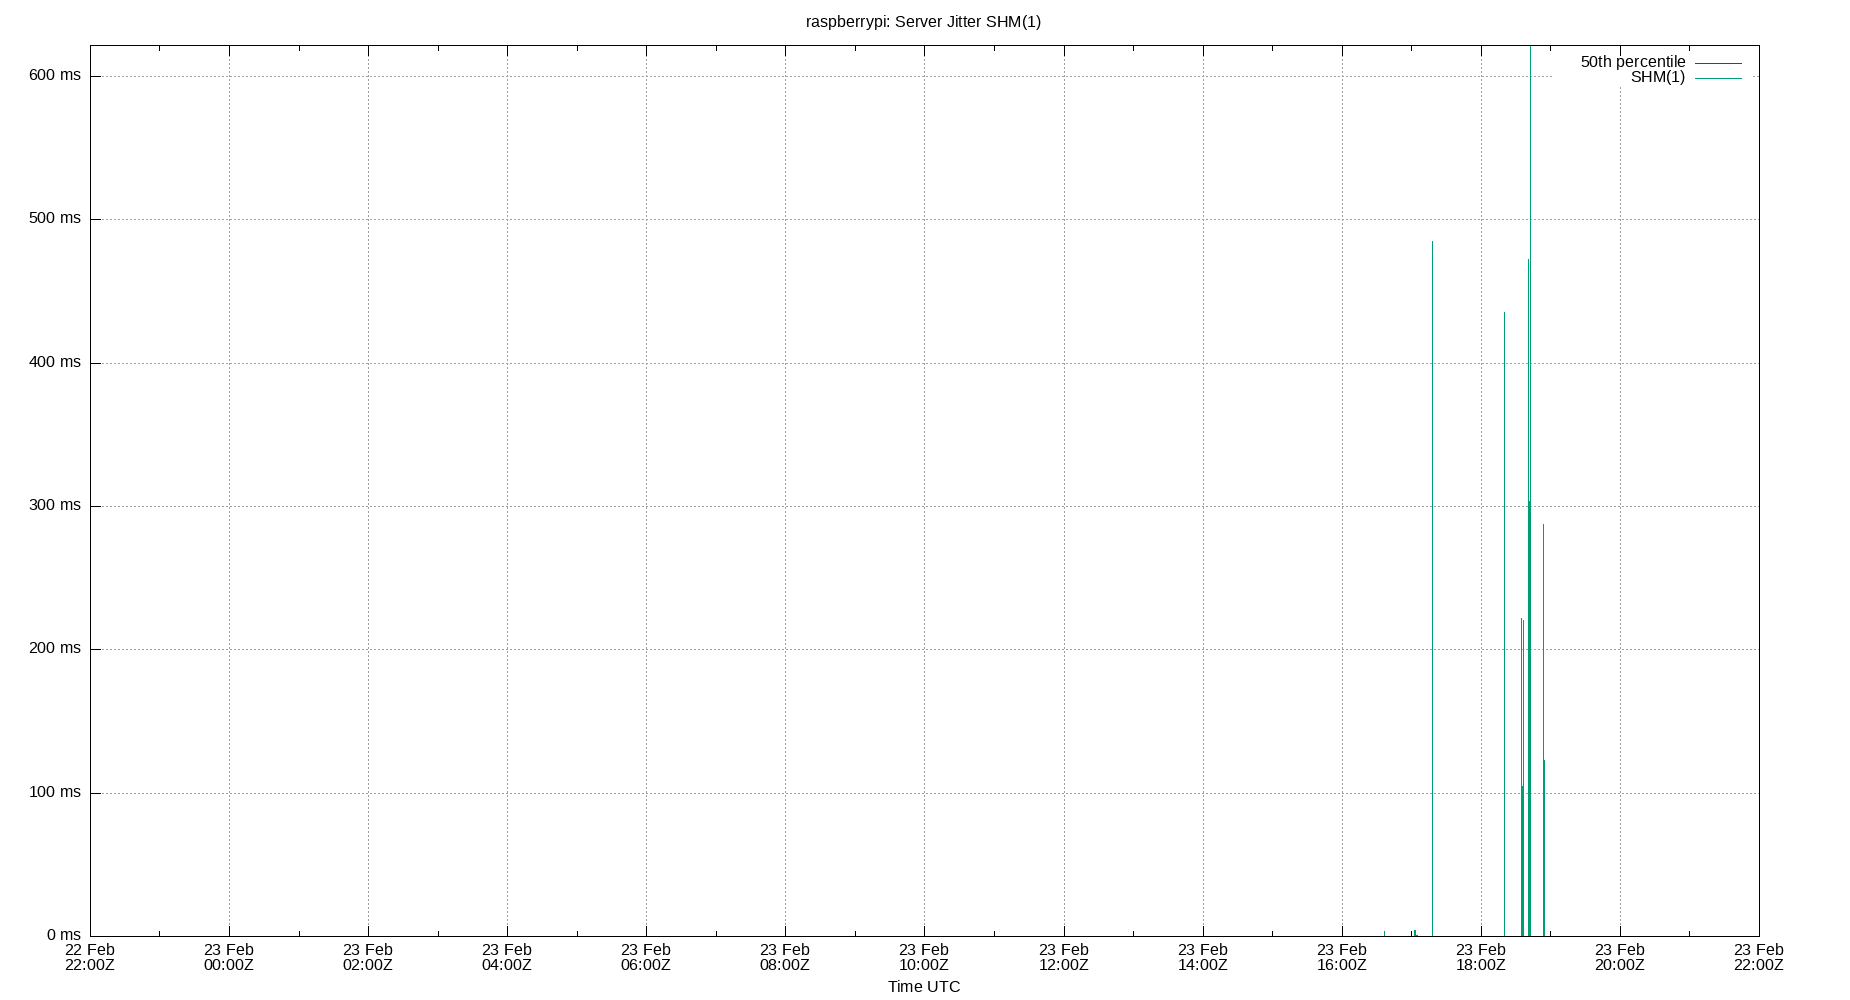 raspberrypi: Server Jitter SHM(1)
600 ms
500 ms
400 ms
300 ms
200 ms
100 ms
0 ms
50th percentile
SHM(1)
22 Feb 23 Feb 23 Feb 23 Feb 23 Feb 23 Feb 23 Feb 23 Feb 23 Feb 23 Feb 23 Feb 23 Feb 23 Feb
22:00Z 00:00Z 02:00Z 04:00Z 06:00Z 08:00Z 10:00Z 12:00Z 14:00Z 16:00Z 18:00Z 20:00Z 22:00Z
Time UTC